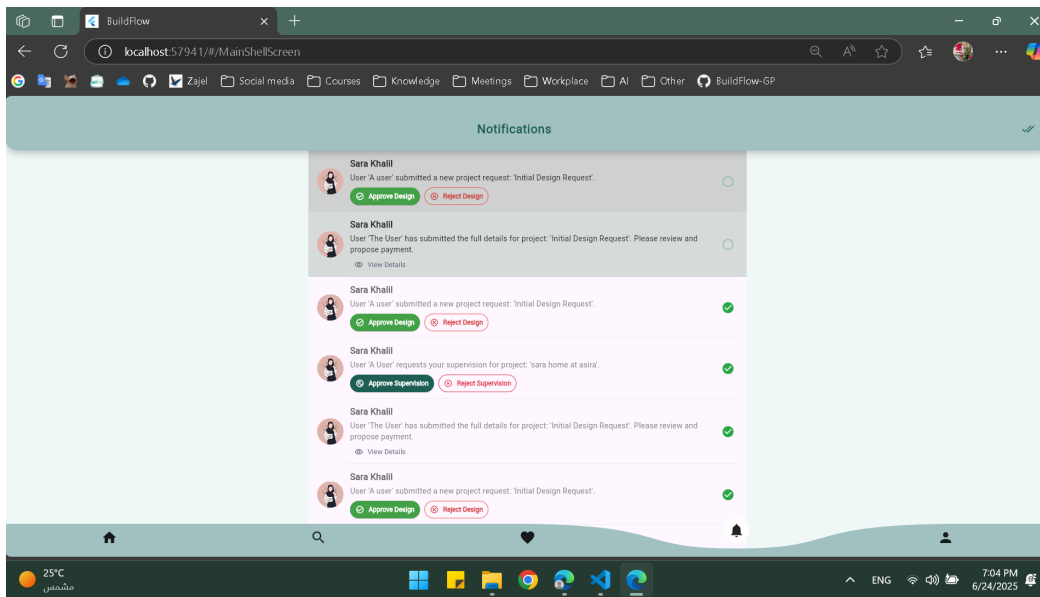 BuildFlow
localhost:57941/#/MainShellScreen
Zajel Social media Courses Knowledge Meetings Workplace AI Other BuildFlow-GP
Notifications
Sara Khalil
User 'A user' submitted a new project request: 'Initial Design Request'.
Approve Design Reject Design
Sara Khalil
User 'The User' has submitted the full details for project: 'Initial Design Request'. Please review and
propose payment.
View Details
Sara Khalil
User 'A user' submitted a new project request: 'Initial Design Request'.
Approve Design Reject Design
Sara Khalil
User 'A User' requests your supervision for project: 'sara home at asira'.
Approve Supervision Reject Supervision
Sara Khalil
User 'The User' has submitted the full details for project: 'Initial Design Request'. Please review and
propose payment.
View Details
Sara Khalil
User 'A user' submitted a new project request: 'Initial Design Request'.
Approve Design Reject Design
25°C
مشمس
ENG
7:04 PM
6/24/2025